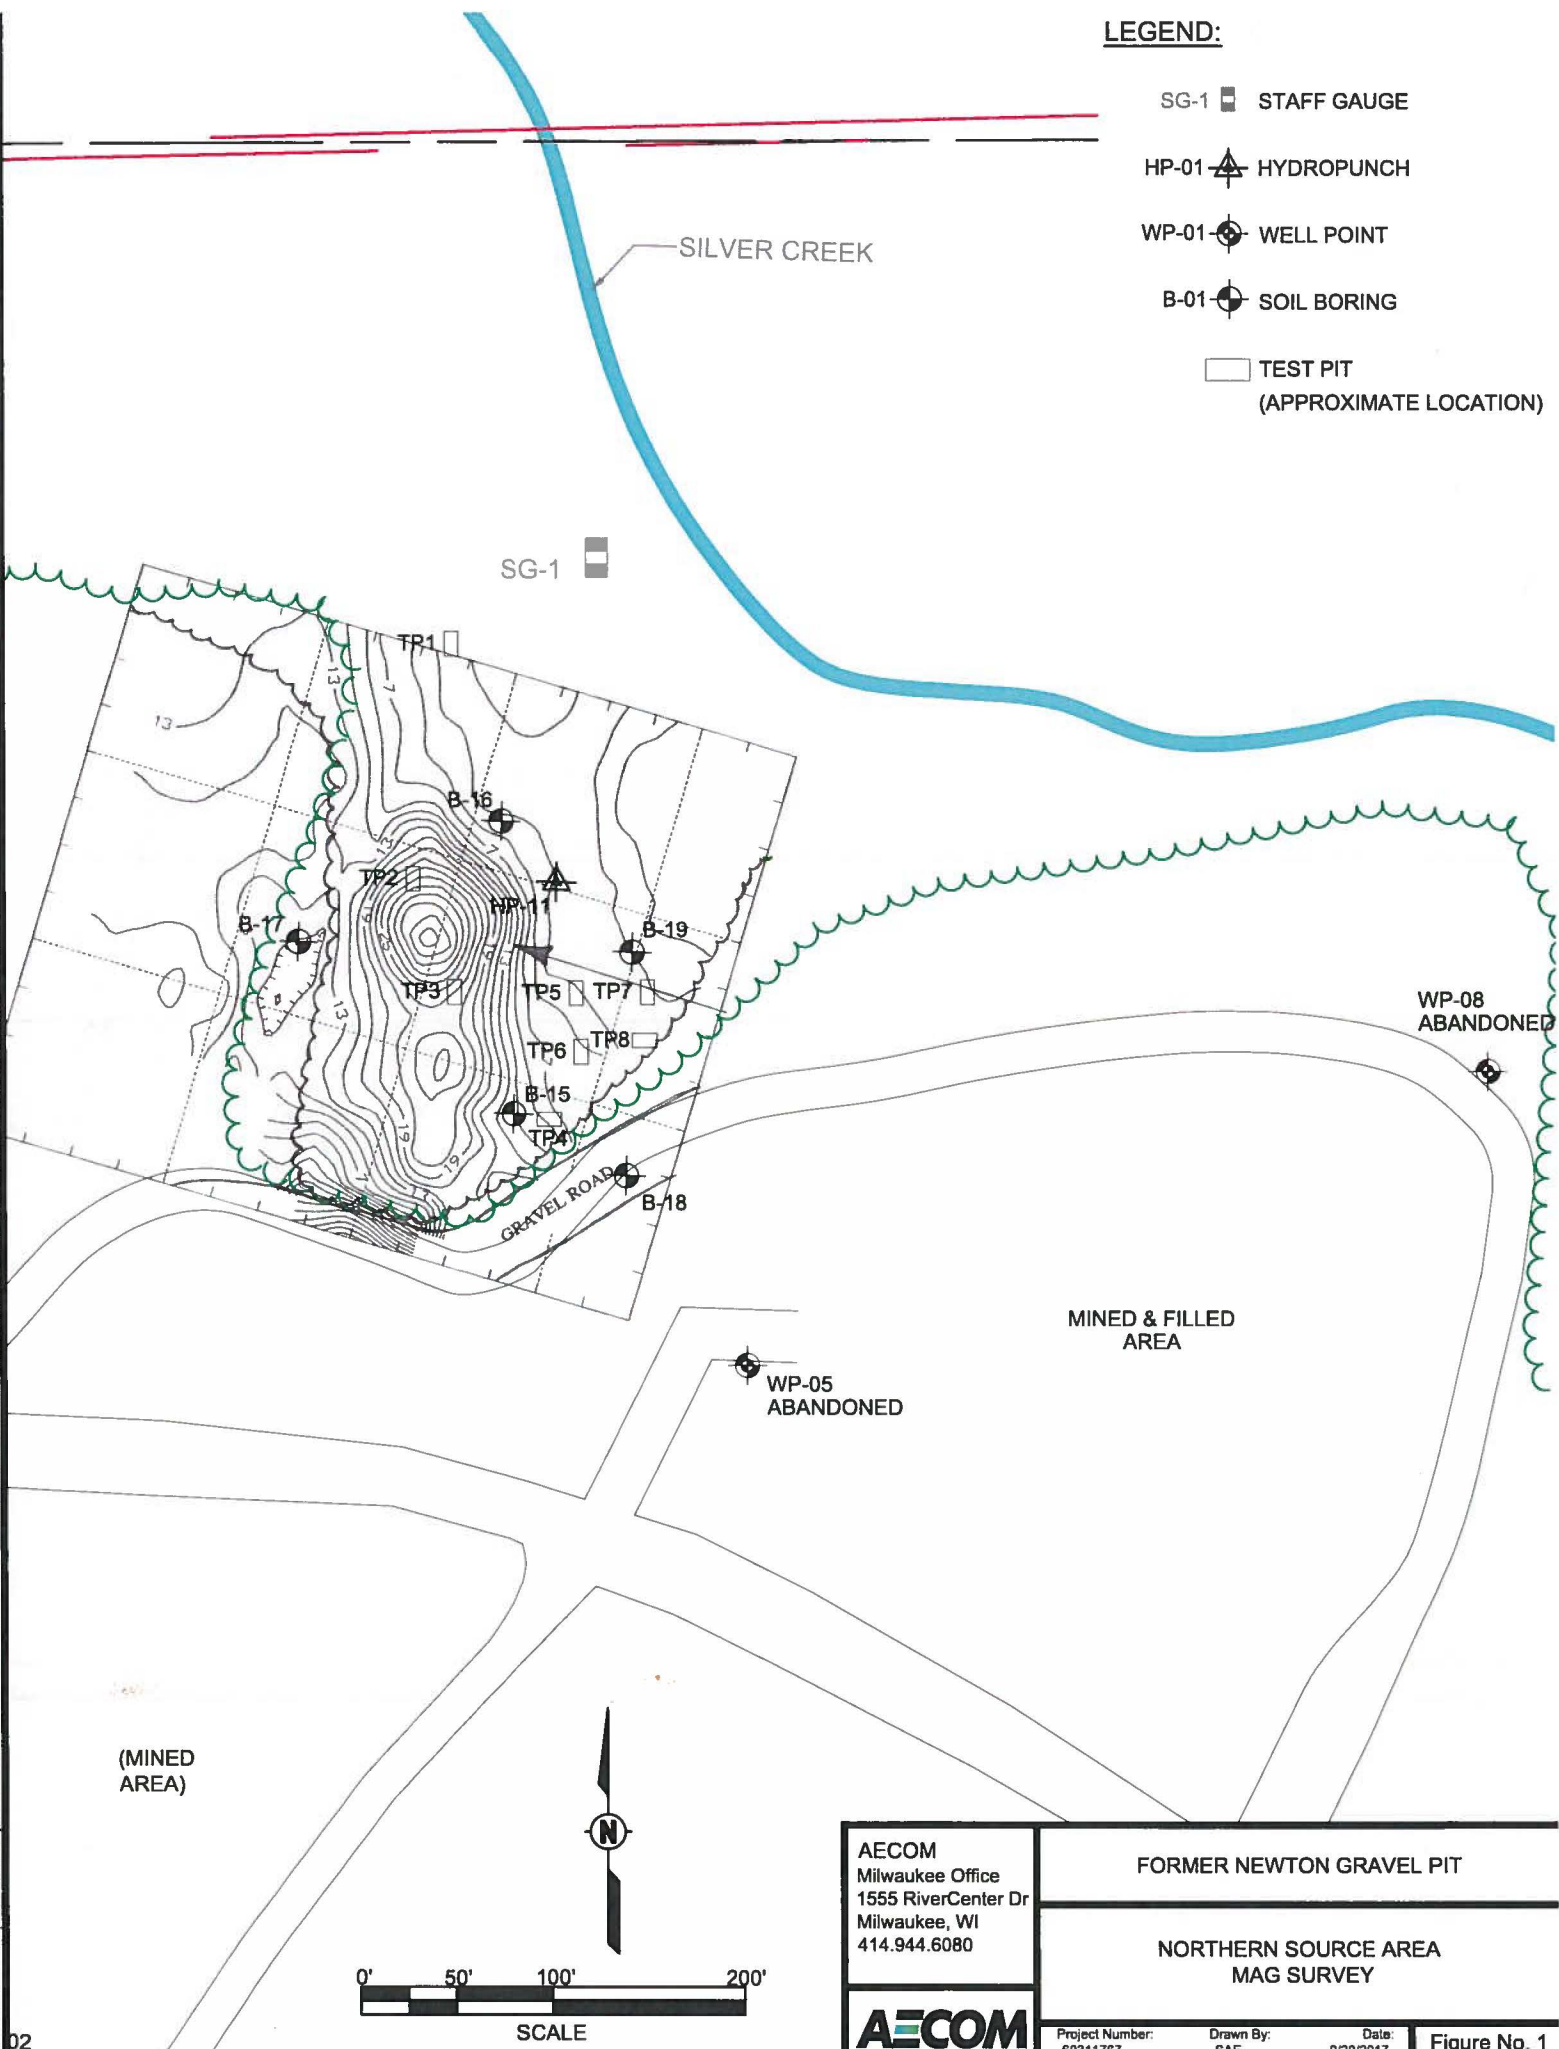 LEGEND:
SG-1 STAFF GAUGE
HP-01 HYDROPUNCH
WP-01 WELL POINT
B-01 SOIL BORING
TEST PIT
(APPROXIMATE LOCATION)
SILVER CREEK
SG-1
TP1
13
7
13
B-16
7
13
TP2
HP-11
B-17
B-19
TP3
TP5
TP7
13
WP-08
ABANDONED
TP6
TP8
B-15
TP4
19
19
GRAVEL ROAD
B-18
MINED & FILLED
AREA
WP-05
ABANDONED
(MINED
AREA)
N
0' 50' 100' 200'
SCALE
02
AECOM
Milwaukee Office
1555 RiverCenter Dr
Milwaukee, WI
414.944.6080
AECOM
FORMER NEWTON GRAVEL PIT
NORTHERN SOURCE AREA
MAG SURVEY
Project Number:
Drawn By:
Date:
Figure No. 1